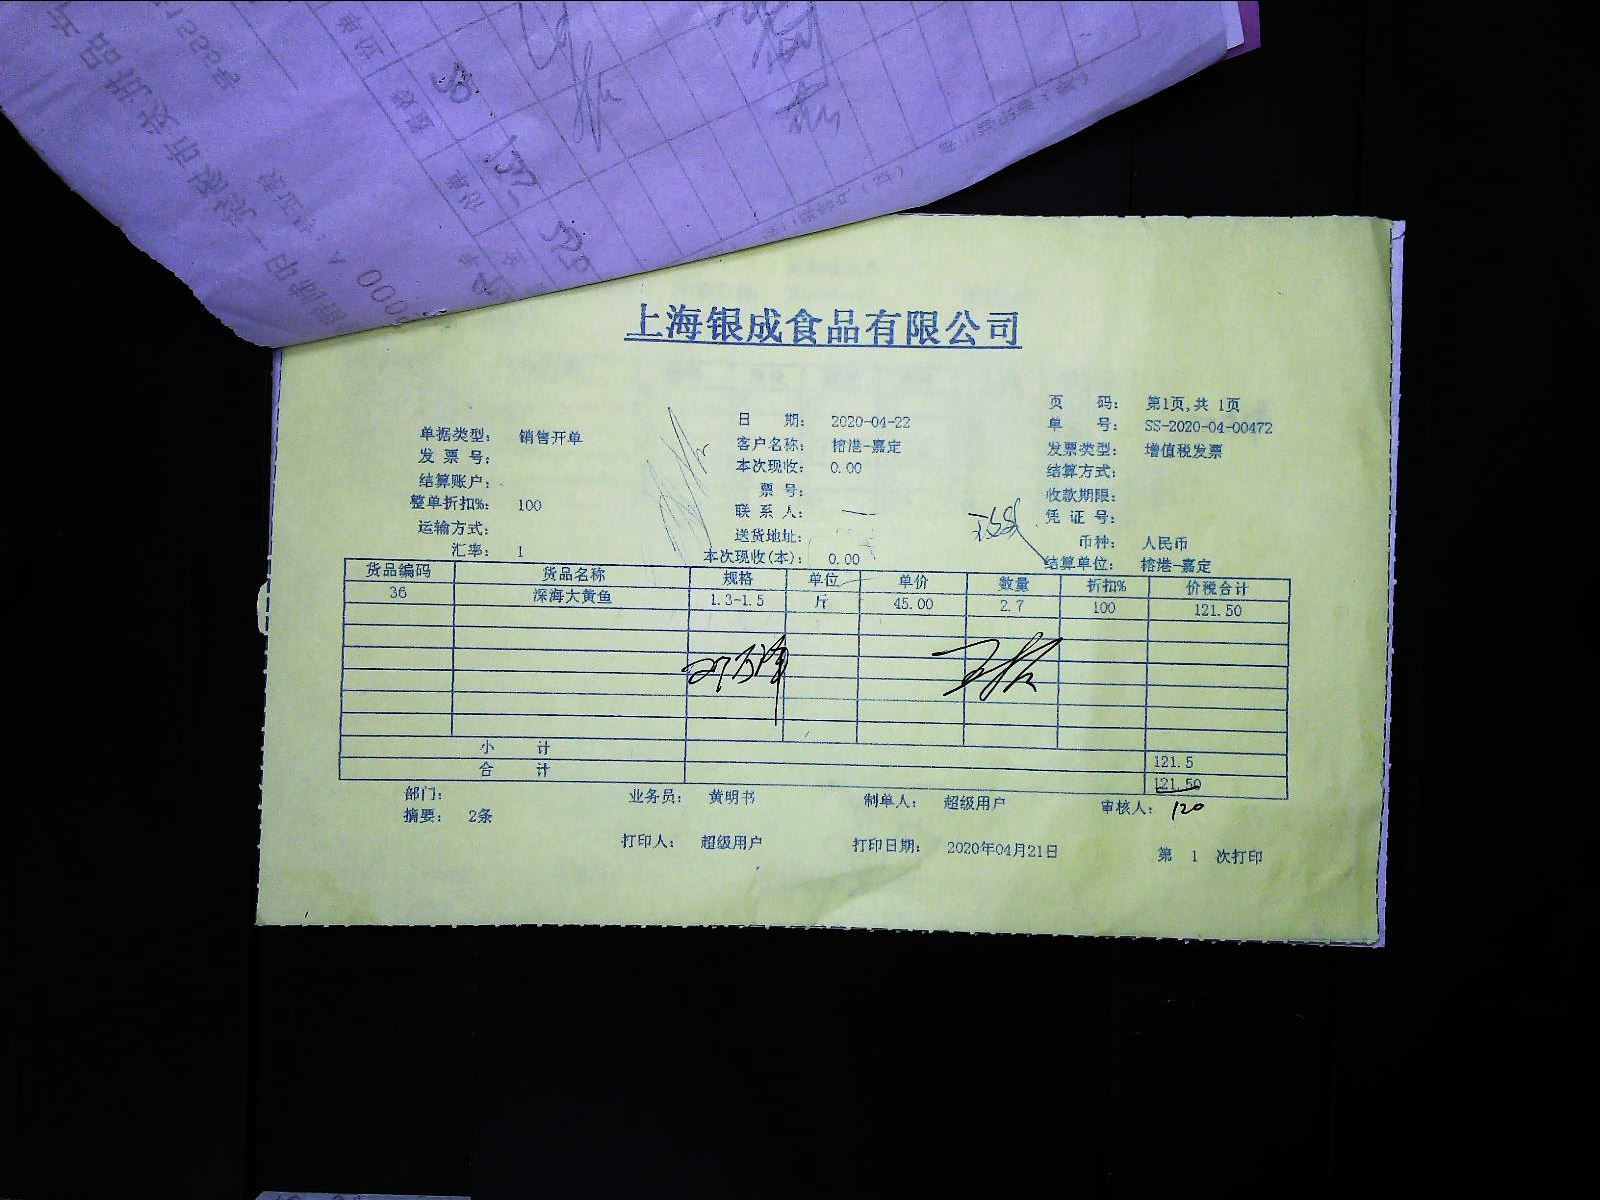 上海银成食品有限公司
页 码： 第1页,共 1页
日 期： 2020-04-22
单 号： SS-2020-04-00472
单据类型： 销售开单
客户名称： 榕港-嘉定
发票类型： 增值税发票
发 票 号：
本次现收： 0.00
结算方式：
结算账户：
票 号：
收款期限：
整单折扣%： 100
联 系 人：
凭 证 号：
运输方式：
送货地址：
币种： 人民币
汇率： 1
本次现收(本)： 0.00
结算单位： 榕港-嘉定
货品编码 货品名称 规格 单位 单价 数量 折扣% 价税合计
36 深海大黄鱼 1.3-1.5 斤 45.00 2.7 100 121.50
小 计 121.5
合 计 121.50
部门： 业务员： 黄明书 制单人： 超级用户 审核人： 120
摘要： 2条
打印人： 超级用户 打印日期： 2020年04月21日 第 1 次打印